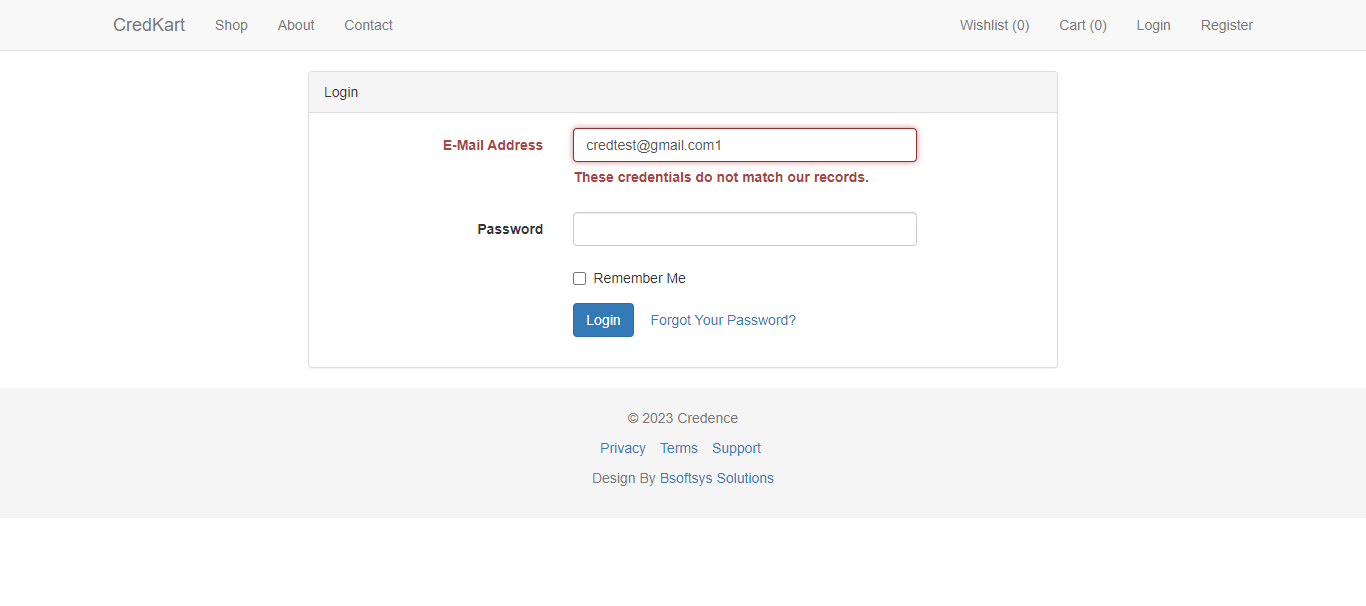 CredKart Shop About Contact Wishlist (0) Cart (0) Login Register
Login
E-Mail Address credtest@gmail.com1
These credentials do not match our records.
Password
Remember Me
Login Forgot Your Password?
© 2023 Credence
Privacy Terms Support
Design By Bsoftsys Solutions